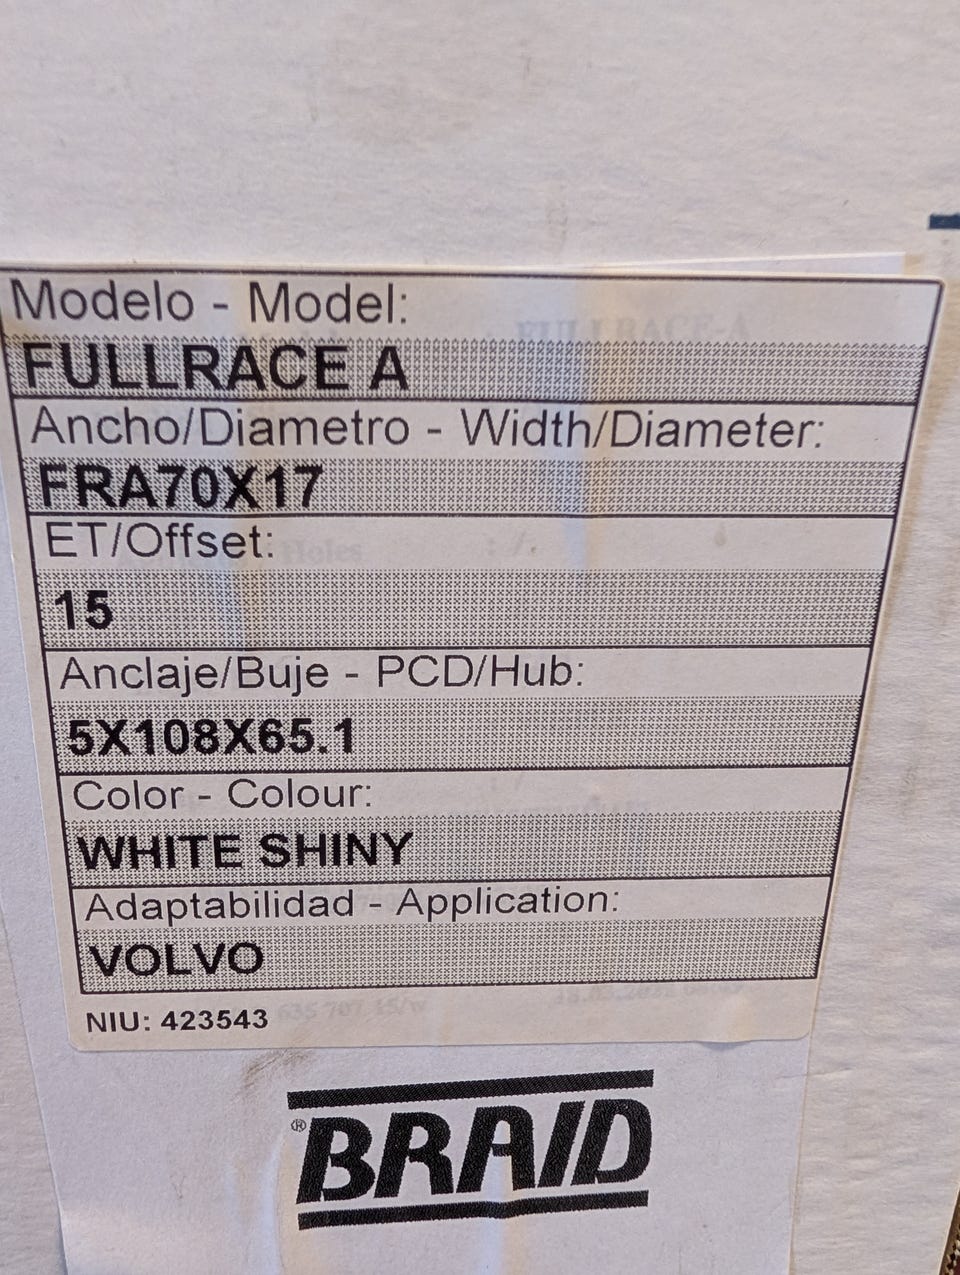 Modelo - Model:
FULLRACE A
Ancho/Diametro - Width/Diameter:
FRA70X17
ET/Offset:
15
Anclaje/Buje - PCD/Hub:
5X108X65.1
Color - Colour:
WHITE SHINY
Adaptabilidad - Application:
VOLVO
NIU: 423543
®BRAID